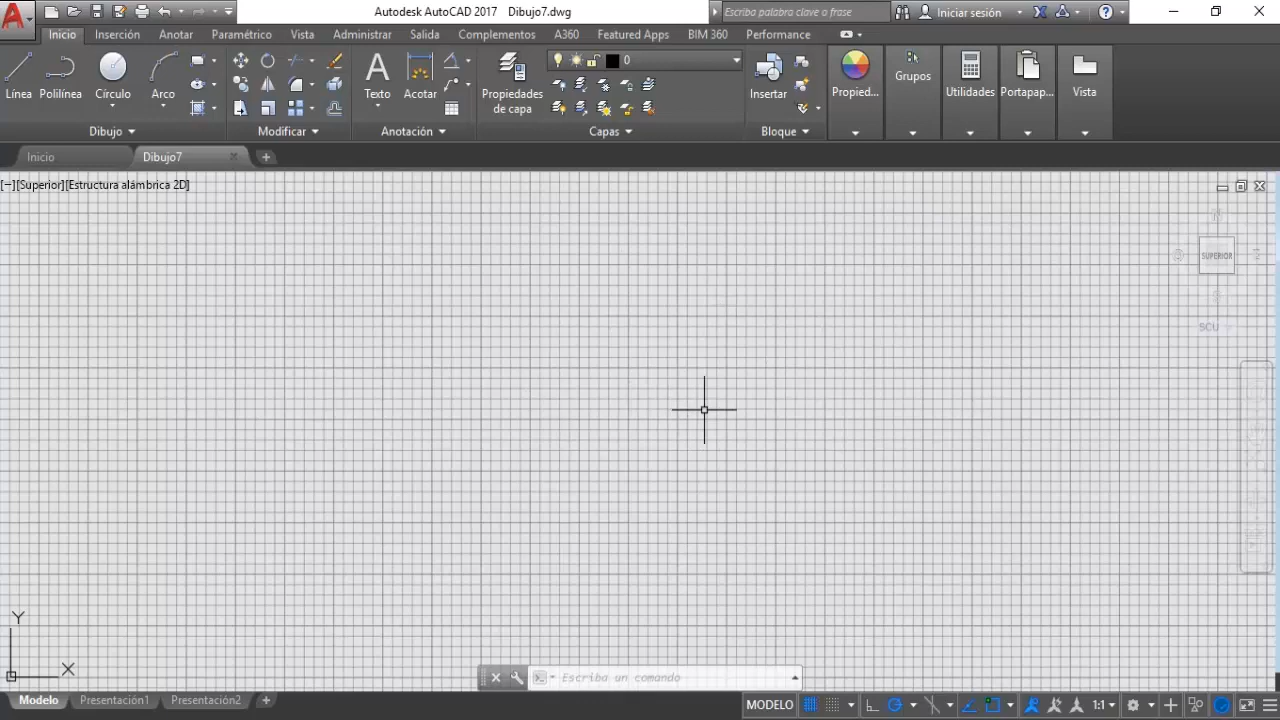 Autodesk AutoCAD 2017 Dibujo7.dwg
Escriba palabra clave o frase
Iniciar sesión
Inicio Inserción Anotar Paramétrico Vista Administrar Salida Complementos A360 Featured Apps BIM 360 Performance
Línea Polilínea Círculo Arco
Texto Acotar
Propiedades de capa
0
Insertar
Propied...
Grupos
Utilidades
Portapap...
Vista
Dibujo Modificar Anotación Capas Bloque
Inicio Dibujo7
[−][Superior][Estructura alámbrica 2D]
N
SUPERIOR
SCU
Y
X
Escriba un comando
Modelo Presentación1 Presentación2
MODELO
1:1